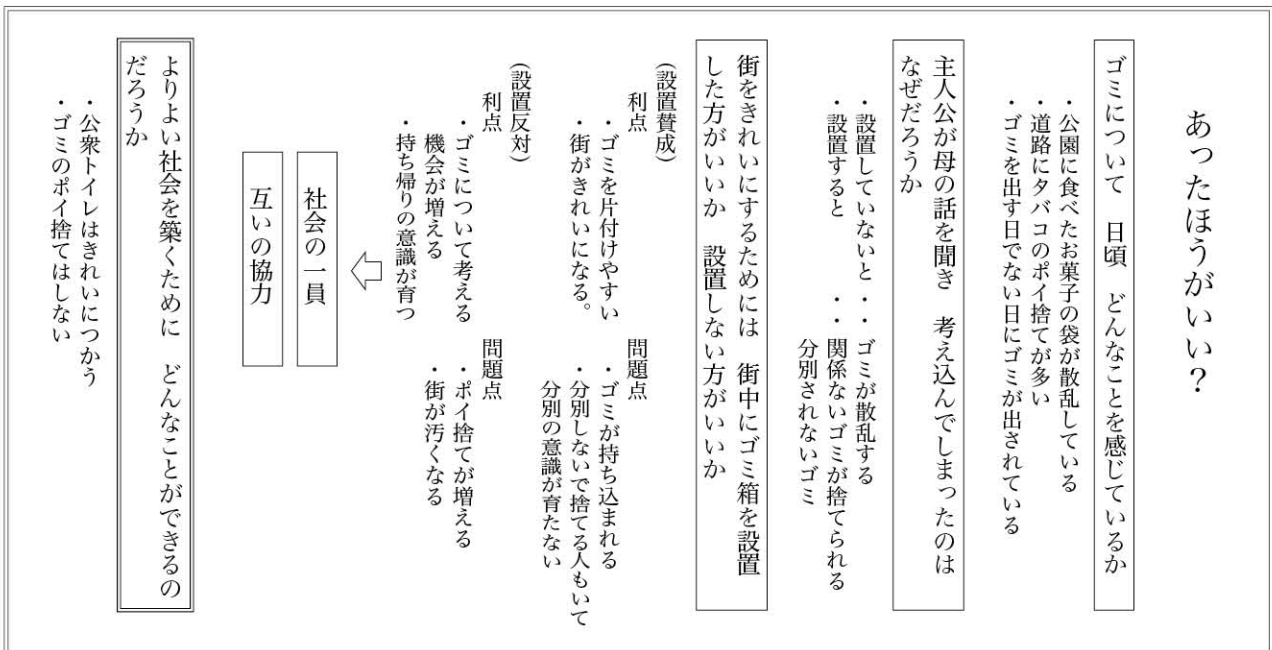 あったほうがいい？
ゴミについて　日頃　どんなことを感じているか
・公園に食べたお菓子の袋が散乱している
・道路にタバコのポイ捨てが多い
・ゴミを出す日でない日にゴミが出されている
主人公が母の話を聞き　考え込んでしまったのは
なぜだろうか
・設置していないと・・ゴミが散乱する
・設置すると　　　・・関係ないゴミが捨てられる
分別されないゴミ
街をきれいにするためには　街中にゴミ箱を設置
した方がいいか　設置しない方がいいか
(設置賛成)
利点
・ゴミを片付けやすい
・街がきれいになる。
問題点
・ゴミが持ち込まれる
・分別しないで捨てる人もいて
分別の意識が育たない
(設置反対)
利点
・ゴミについて考える
機会が増える
・持ち帰りの意識が育つ
問題点
・ポイ捨てが増える
・街が汚くなる
社会の一員
互いの協力
よりよい社会を築くために　どんなことができるの
だろうか
・公衆トイレはきれいにつかう
・ゴミのポイ捨てはしない